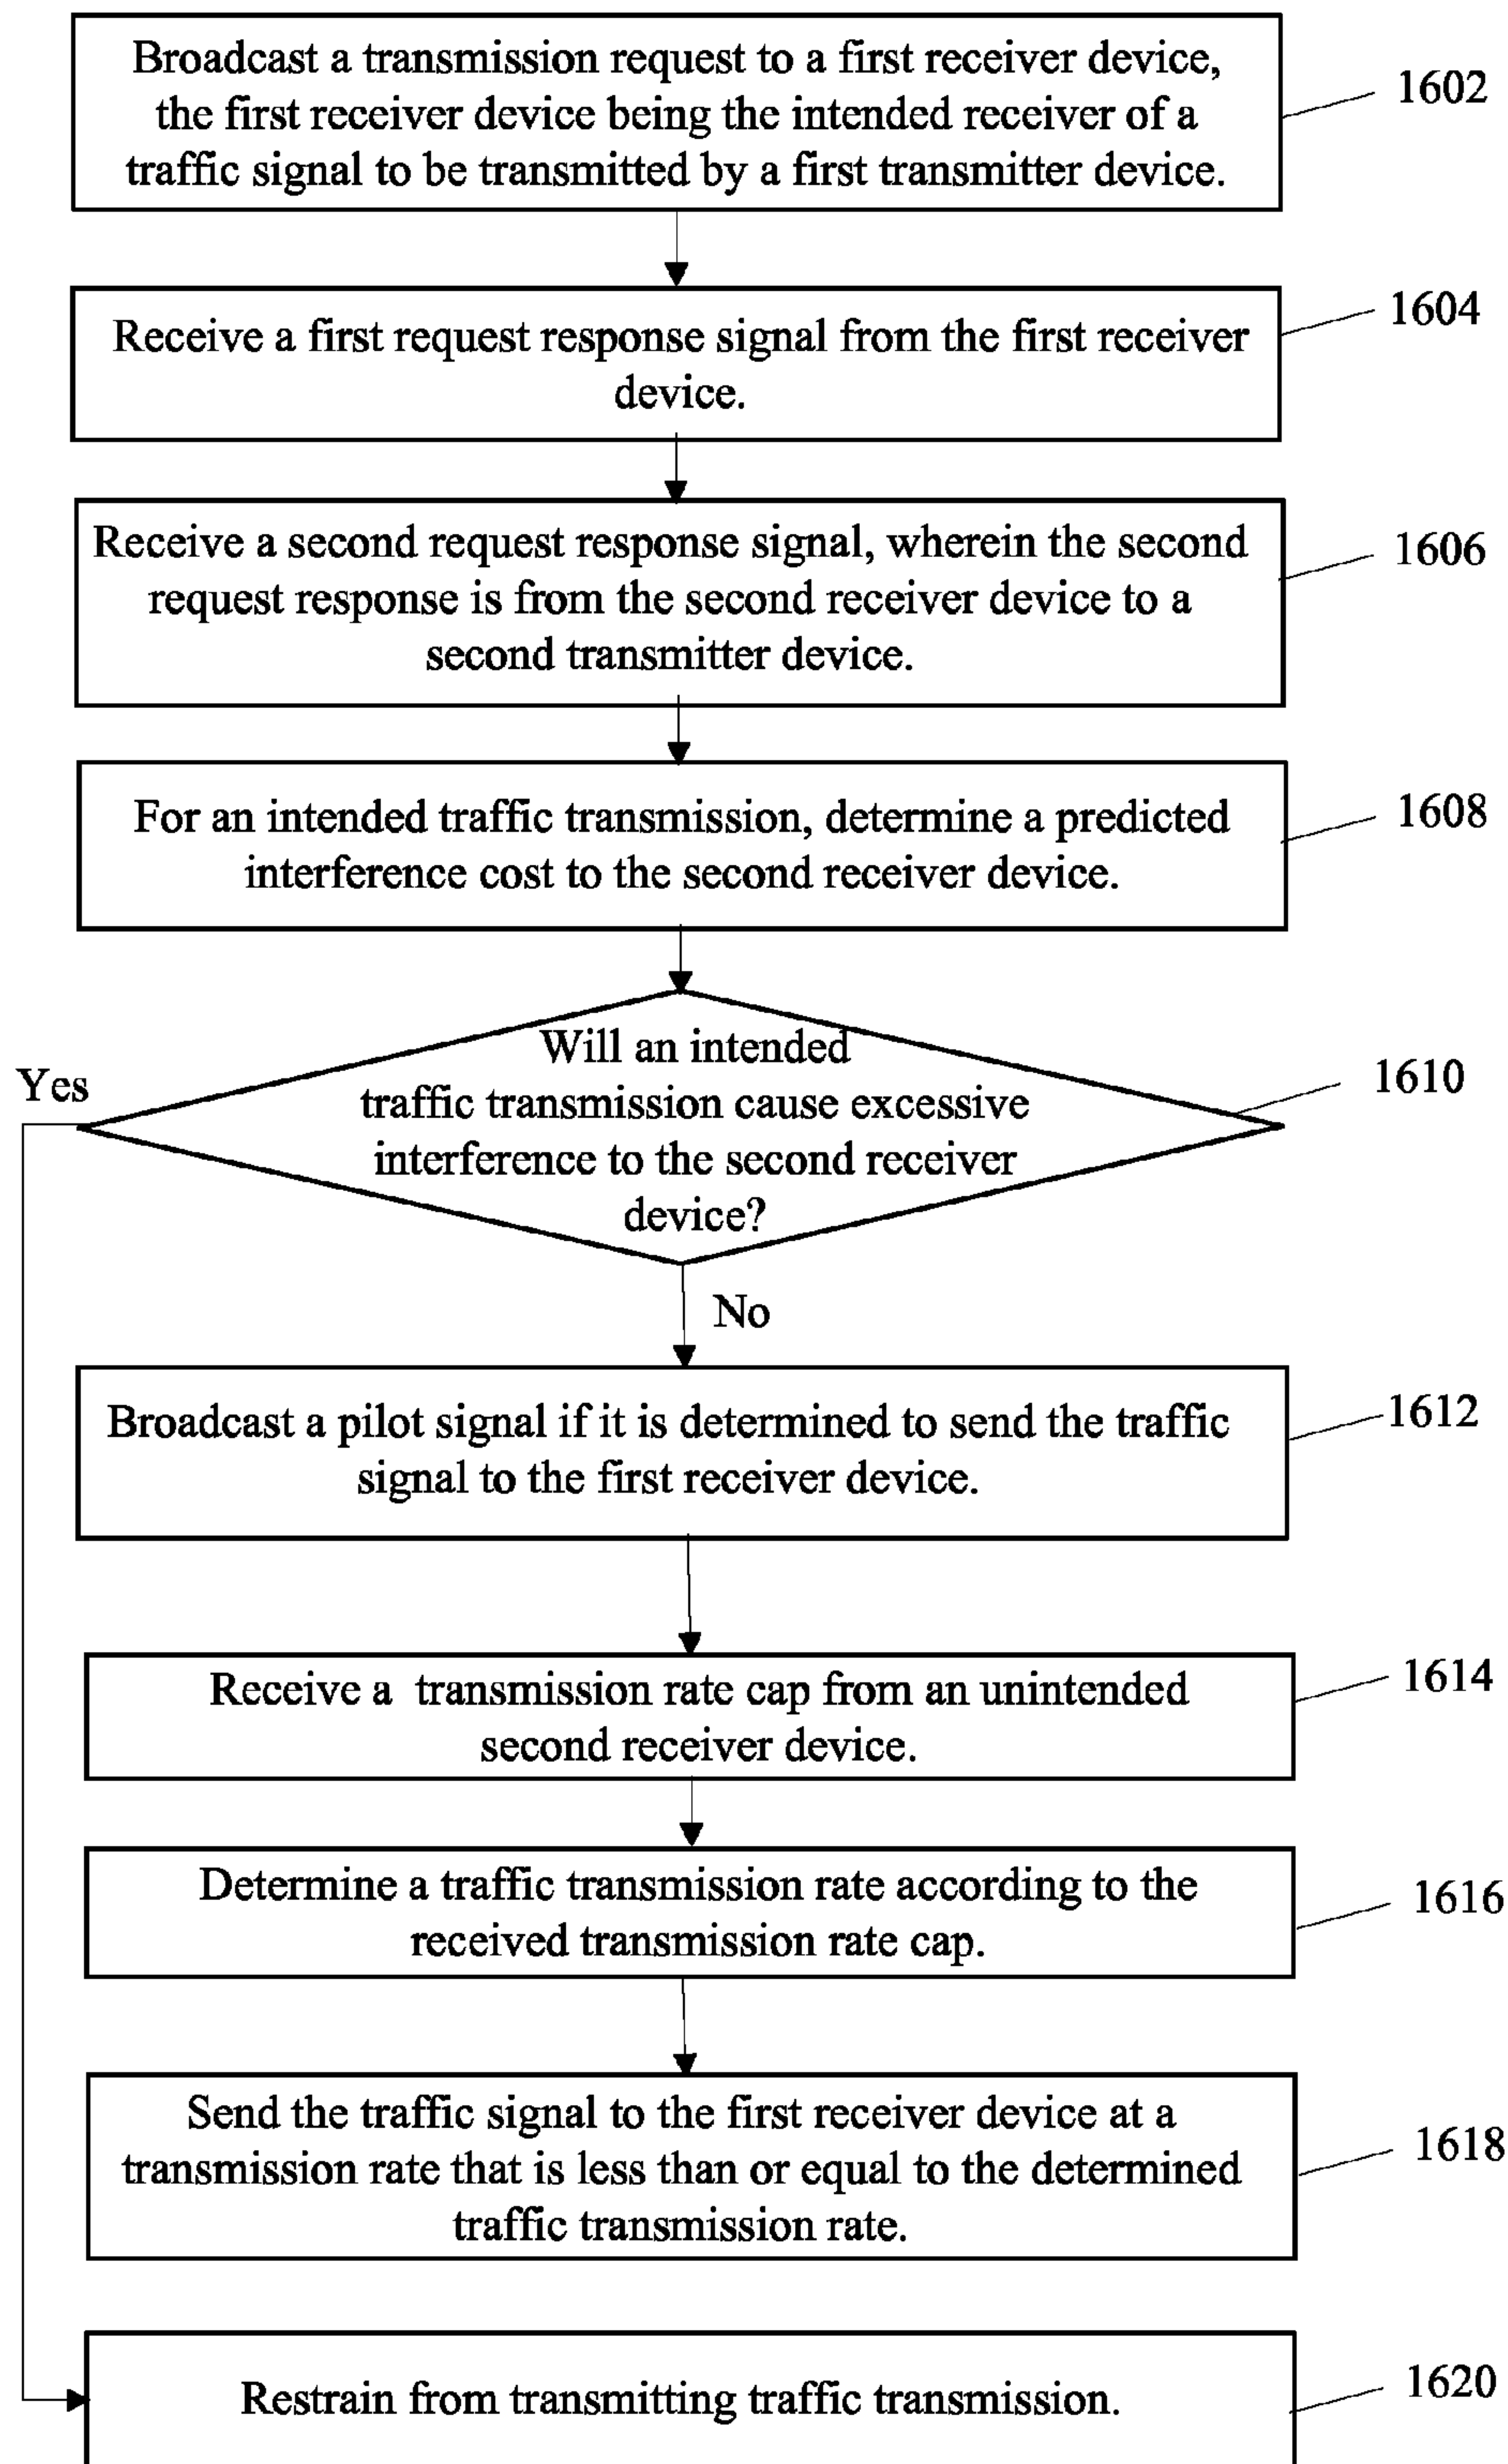 Broadcast a transmission request to a first receiver device,
the first receiver device being the intended receiver of a
traffic signal to be transmitted by a first transmitter device.
1602
Receive a first request response signal from the first receiver
device.
1604
Receive a second request response signal, wherein the second
request response is from the second receiver device to a
second transmitter device.
1606
For an intended traffic transmission, determine a predicted
interference cost to the second receiver device.
1608
Will an intended
traffic transmission cause excessive
interference to the second receiver
device?
1610
Yes
No
Broadcast a pilot signal if it is determined to send the traffic
signal to the first receiver device.
1612
Receive a transmission rate cap from an unintended
second receiver device.
1614
Determine a traffic transmission rate according to the
received transmission rate cap.
1616
Send the traffic signal to the first receiver device at a
transmission rate that is less than or equal to the determined
traffic transmission rate.
1618
Restrain from transmitting traffic transmission.
1620